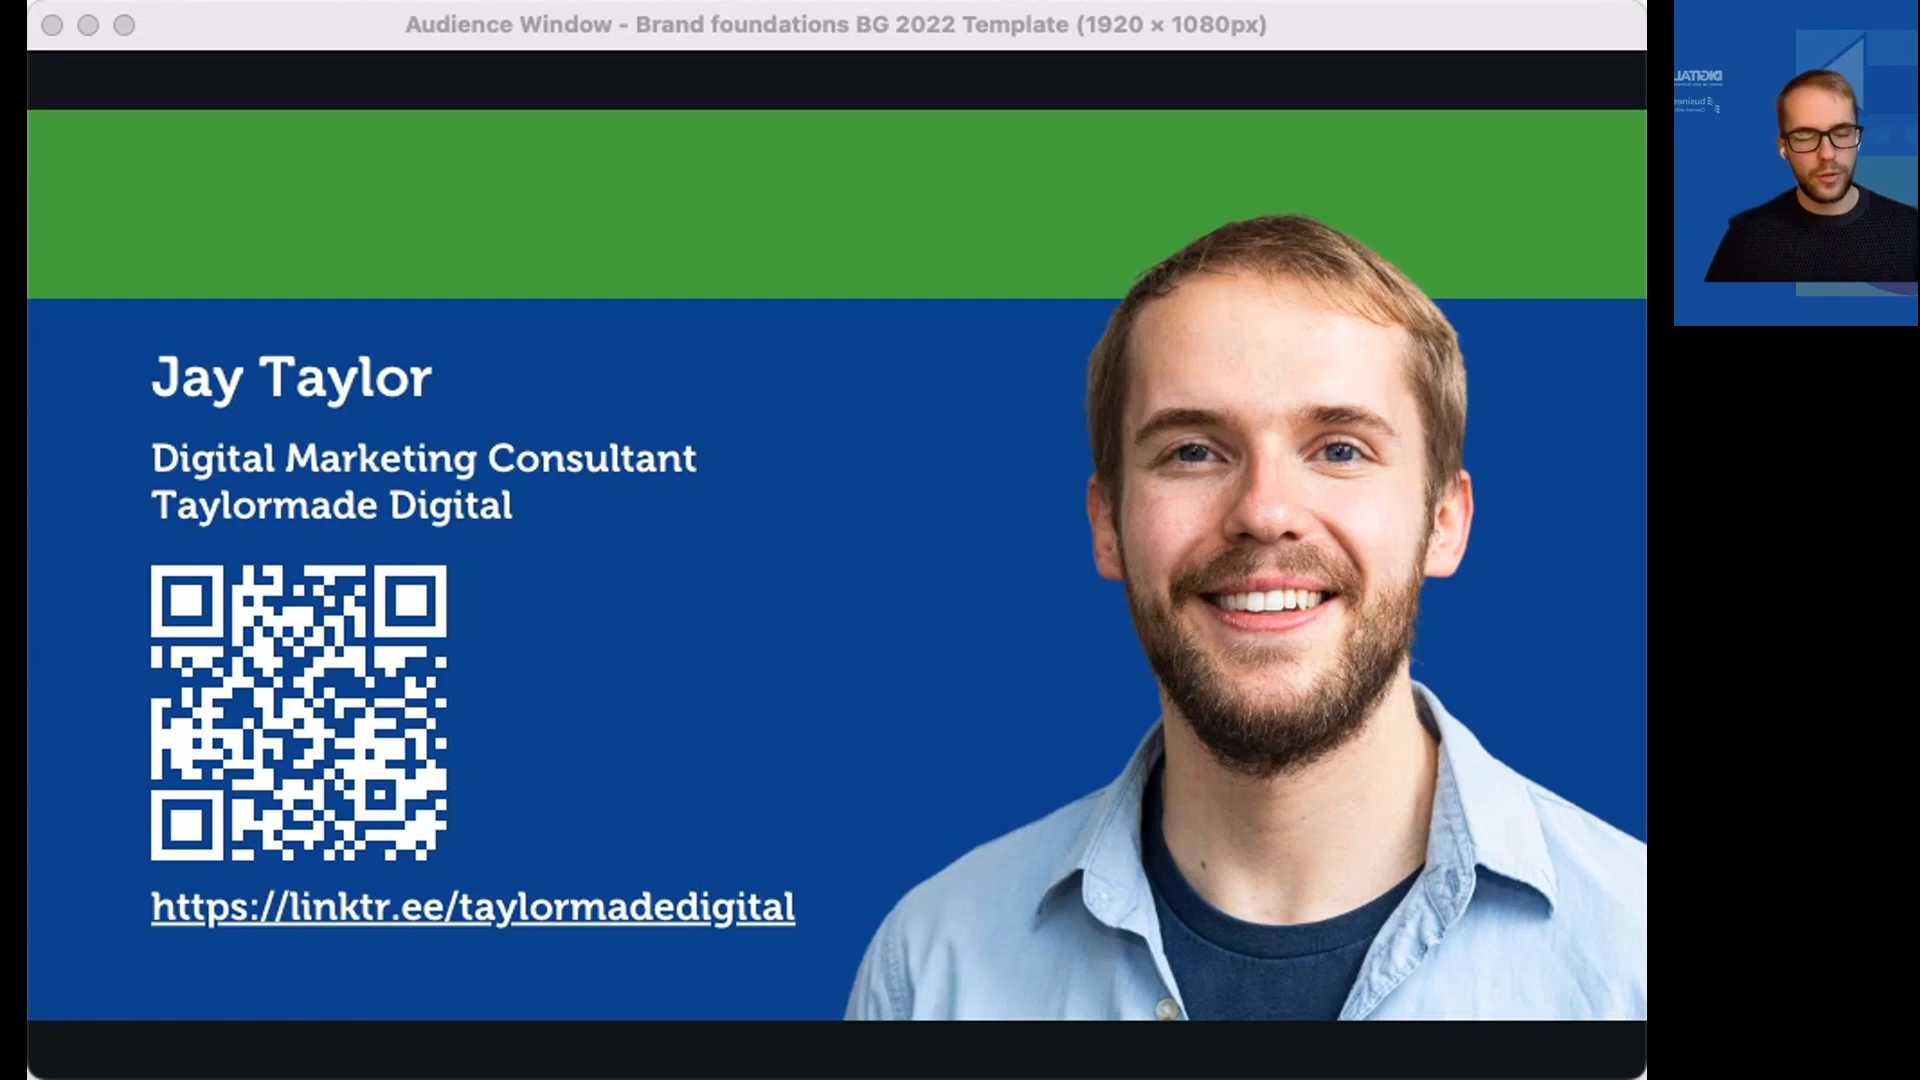 Audience Window - Brand foundations BG 2022 Template (1920 × 1080px)
Jay Taylor
Digital Marketing Consultant
Taylormade Digital
https://linktr.ee/taylormadedigital
DIGITAL